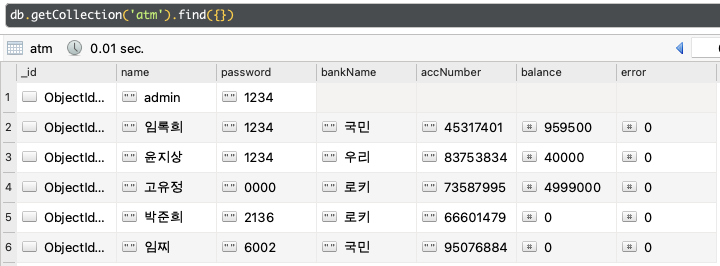 db.getCollection('atm').find({})
atm 0.01 sec.
_id name password bankName accNumber balance error
1 ObjectId... "" admin "" 1234
2 ObjectId... "" 임록희 "" 1234 "" 국민 "" 45317401 # 959500 # 0
3 ObjectId... "" 윤지상 "" 1234 "" 우리 "" 83753834 # 40000 # 0
4 ObjectId... "" 고유정 "" 0000 "" 로키 "" 73587995 # 4999000 # 0
5 ObjectId... "" 박준희 "" 2136 "" 로키 "" 66601479 # 0 # 0
6 ObjectId... "" 임찌 "" 6002 "" 국민 "" 95076884 # 0 # 0